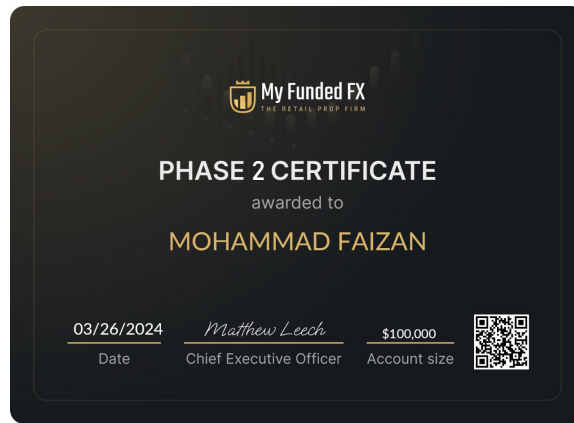 My Funded FX
THE RETAIL PROP FIRM
PHASE 2 CERTIFICATE
awarded to
MOHAMMAD FAIZAN
03/26/2024
Date
Matthew Leech
Chief Executive Officer
$100,000
Account size